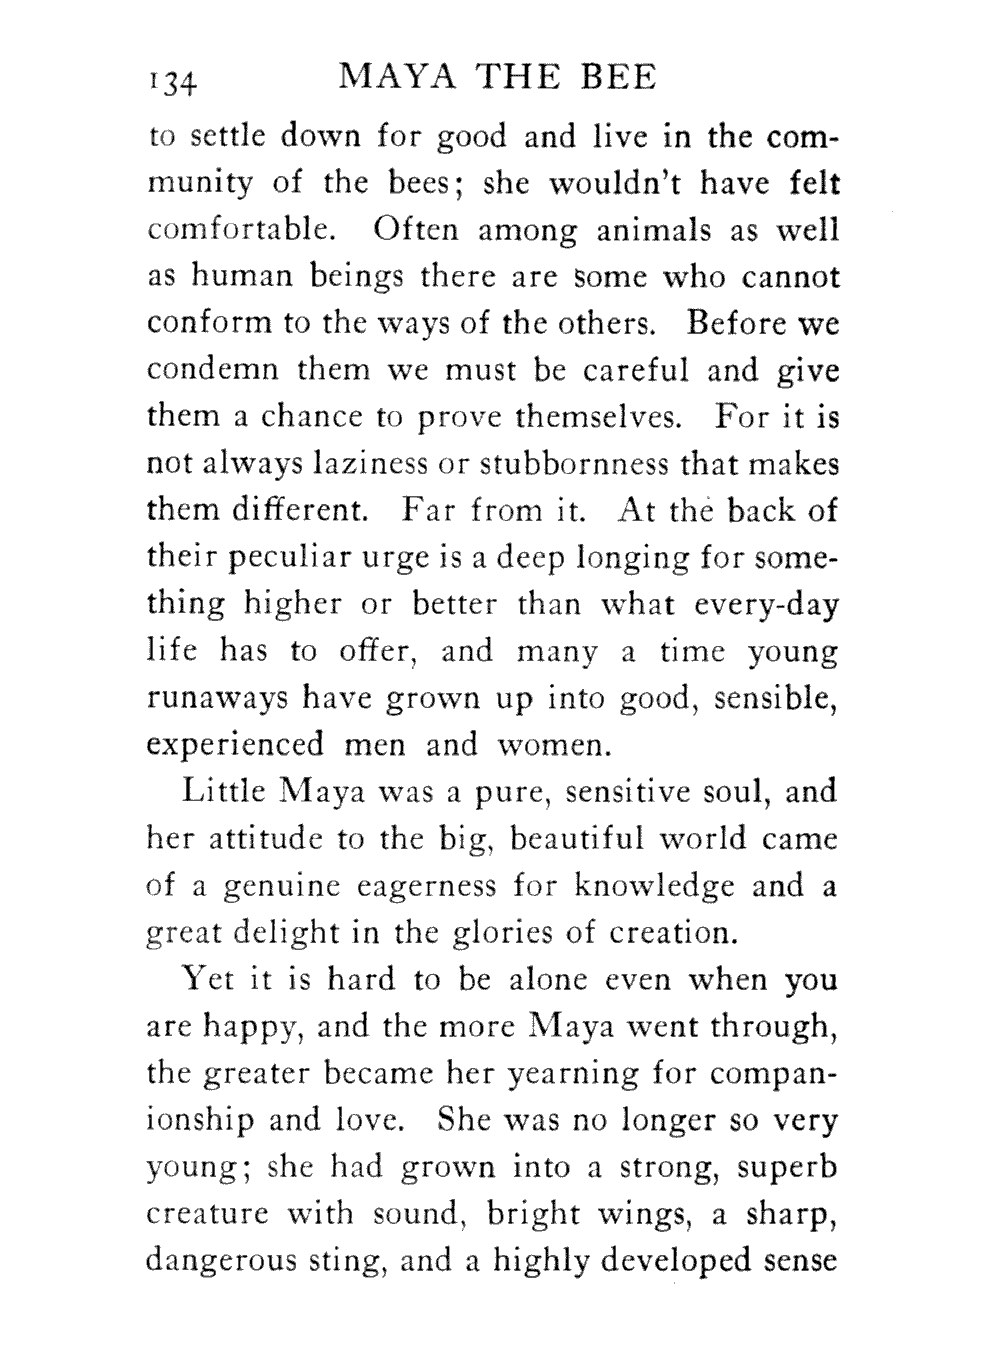 134 MAYA THE BEE
to settle down for good and live in the com-
munity of the bees; she wouldn't have felt
comfortable. Often among animals as well
as human beings there are some who cannot
conform to the ways of the others. Before we
condemn them we must be careful and give
them a chance to prove themselves. For it is
not always laziness or stubbornness that makes
them different. Far from it. At the back of
their peculiar urge is a deep longing for some-
thing higher or better than what every-day
life has to offer, and many a time young
runaways have grown up into good, sensible,
experienced men and women.
Little Maya was a pure, sensitive soul, and
her attitude to the big, beautiful world came
of a genuine eagerness for knowledge and a
great delight in the glories of creation.
Yet it is hard to be alone even when you
are happy, and the more Maya went through,
the greater became her yearning for compan-
ionship and love. She was no longer so very
young; she had grown into a strong, superb
creature with sound, bright wings, a sharp,
dangerous sting, and a highly developed sense